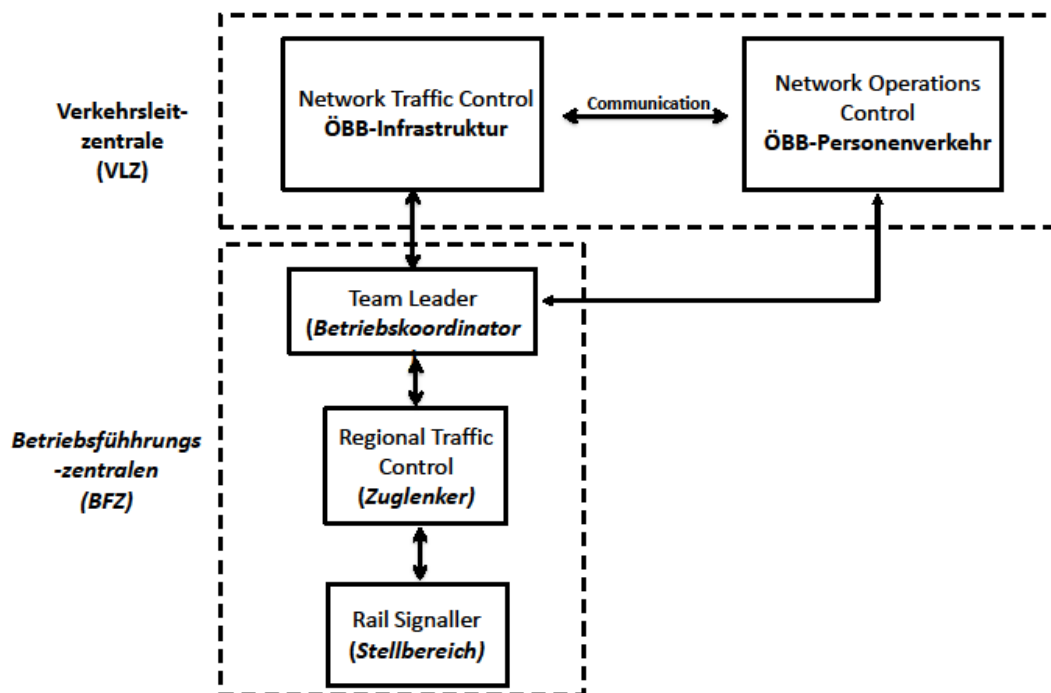 Verkehrsleit-
zentrale
(VLZ)
Network Traffic Control
ÖBB-Infrastruktur
Communication
Network Operations
Control
ÖBB-Personenverkehr
Betriebsfühhrungs
-zentralen
(BFZ)
Team Leader
(Betriebskoordinator
Regional Traffic
Control
(Zuglenker)
Rail Signaller
(Stellbereich)